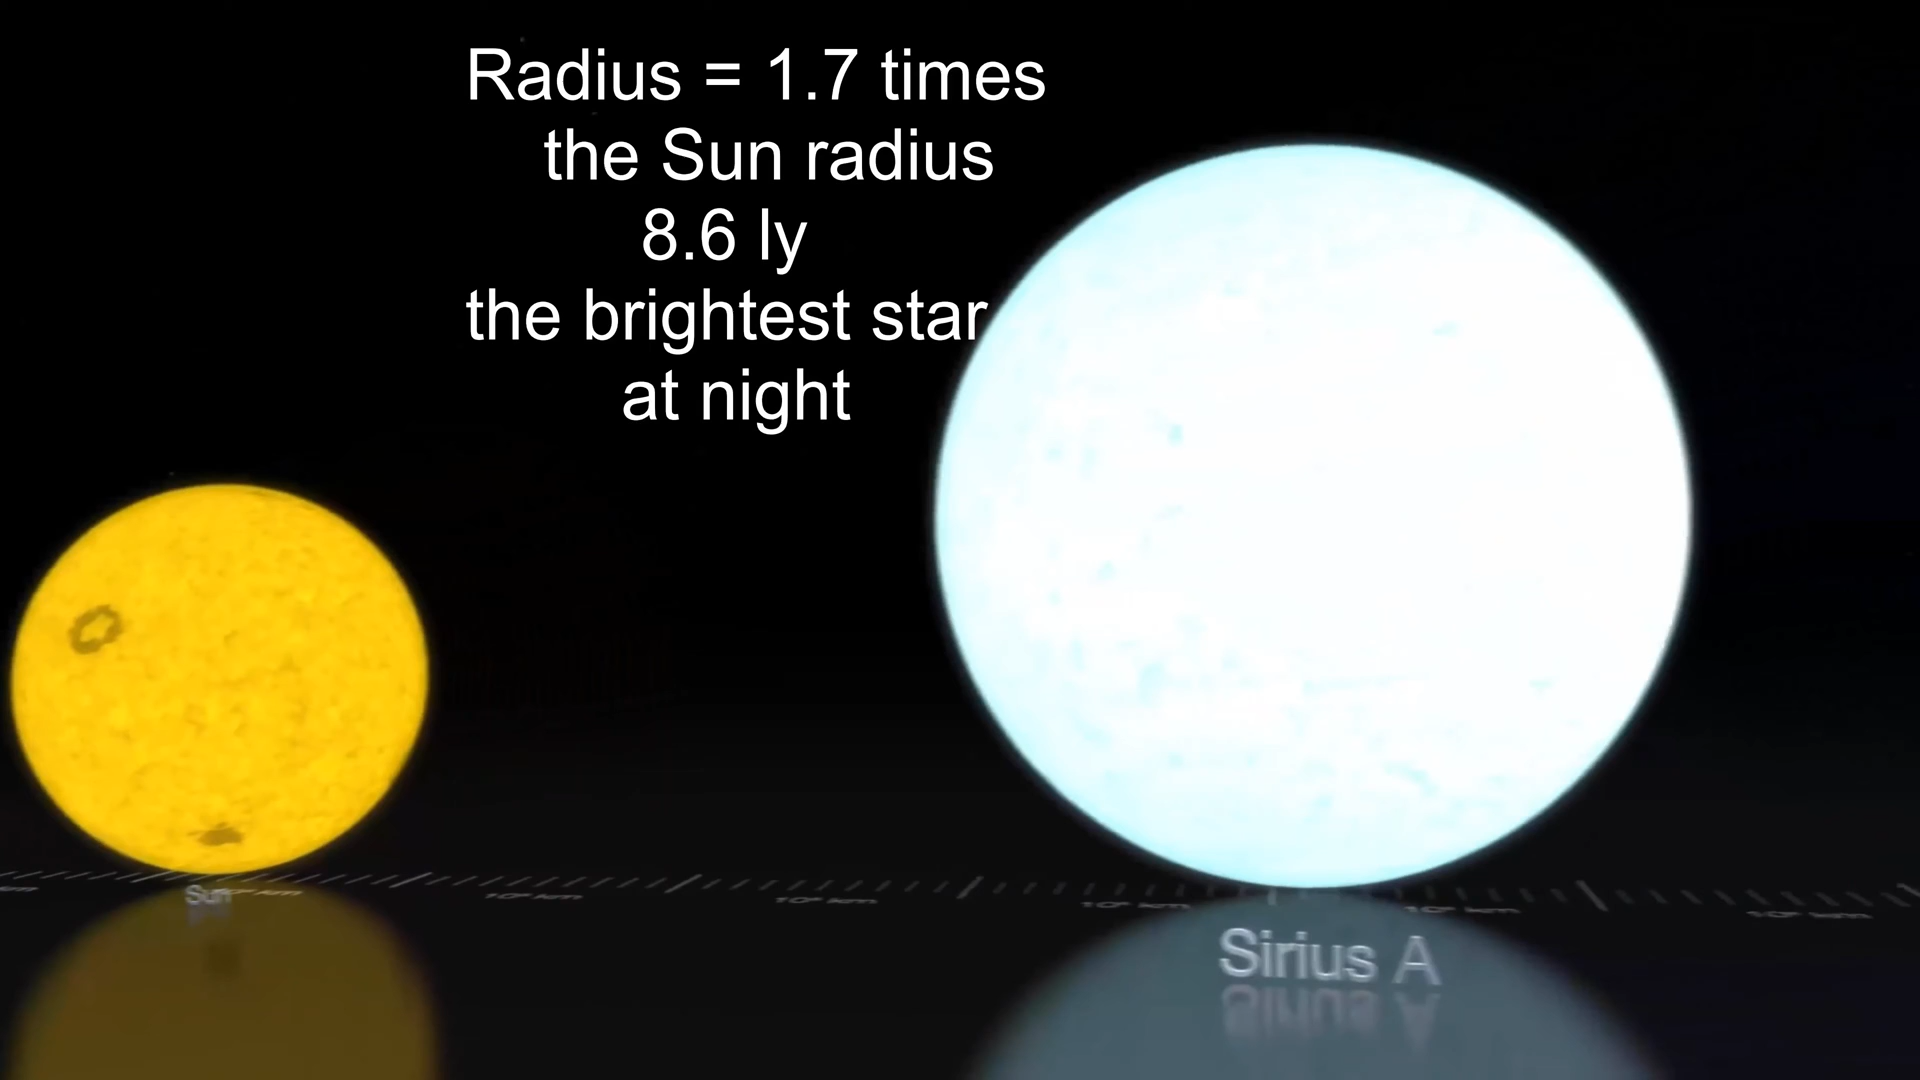 Radius = 1.7 times
the Sun radius
8.6 ly
the brightest star
at night
Sun
Sirius A